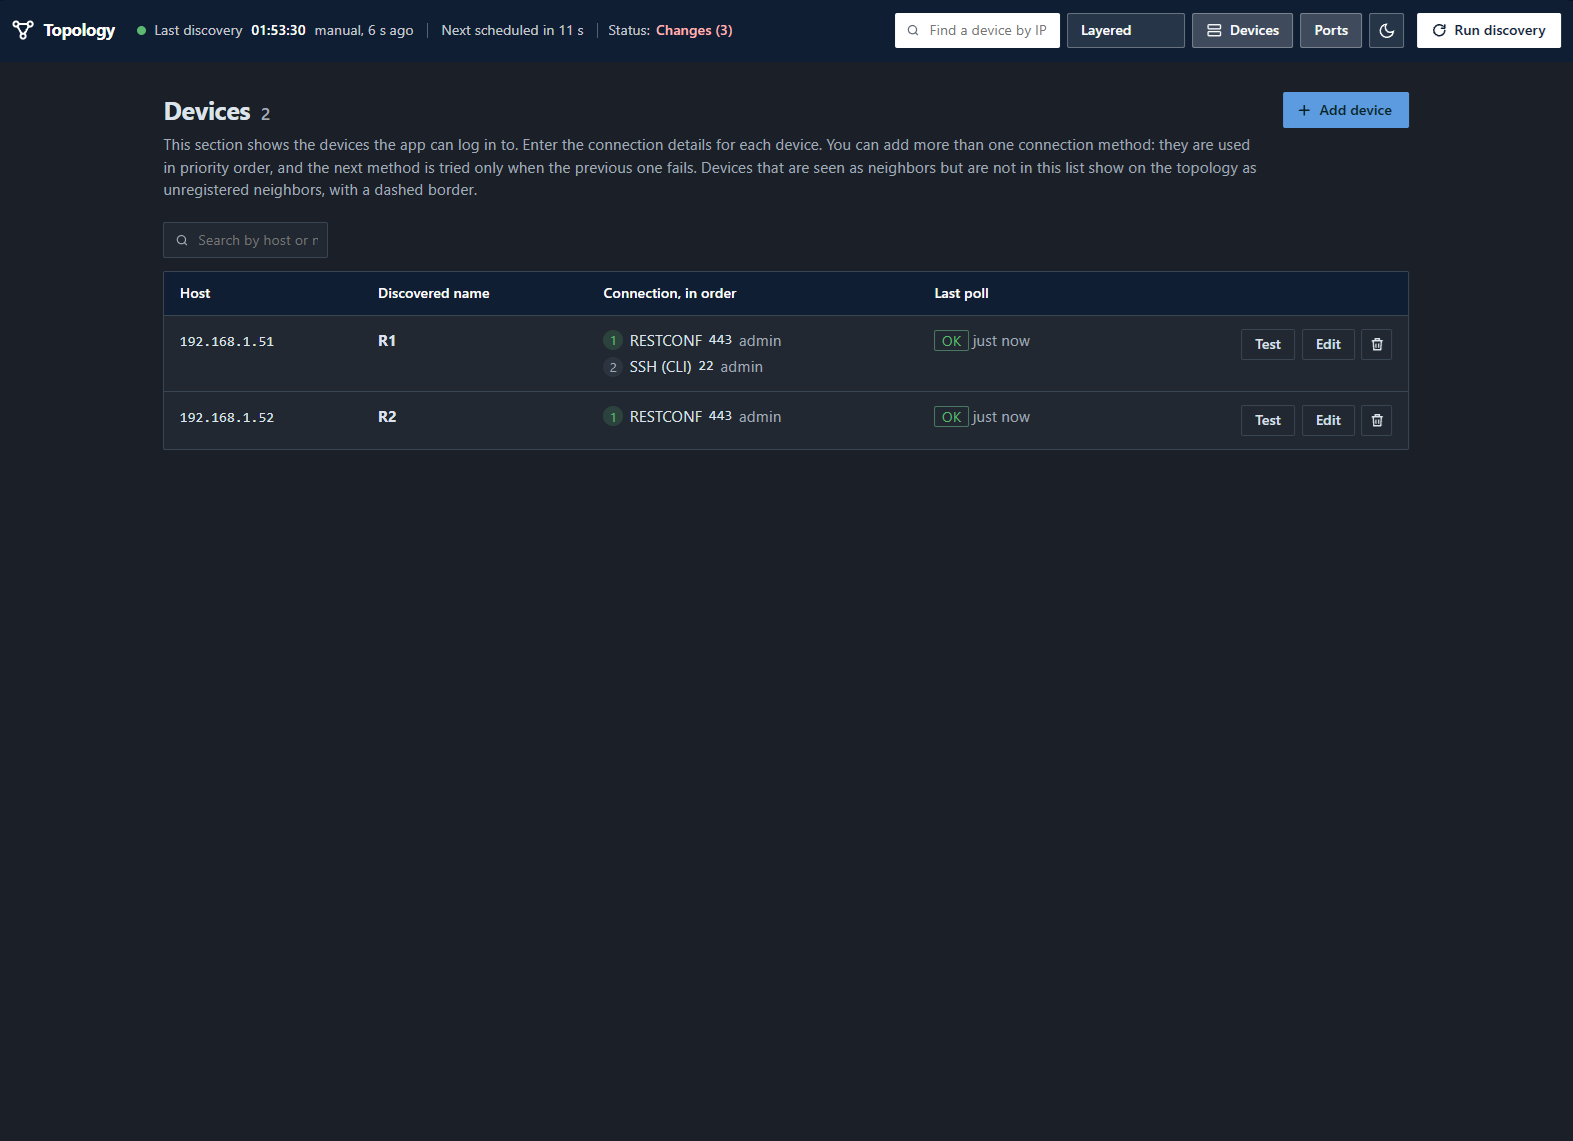 Topology
Last discovery 01:53:30 manual, 6 s ago
Next scheduled in 11 s
Status: Changes (3)
Find a device by IP
Layered
Devices
Ports
Run discovery
Devices 2
Add device
This section shows the devices the app can log in to. Enter the connection details for each device. You can add more than one connection method: they are used
in priority order, and the next method is tried only when the previous one fails. Devices that are seen as neighbors but are not in this list show on the topology as
unregistered neighbors, with a dashed border.
Search by host or
Host Discovered name Connection, in order Last poll
192.168.1.51 R1 1 RESTCONF 443 admin OK just now Test Edit
2 SSH (CLI) 22 admin
192.168.1.52 R2 1 RESTCONF 443 admin OK just now Test Edit